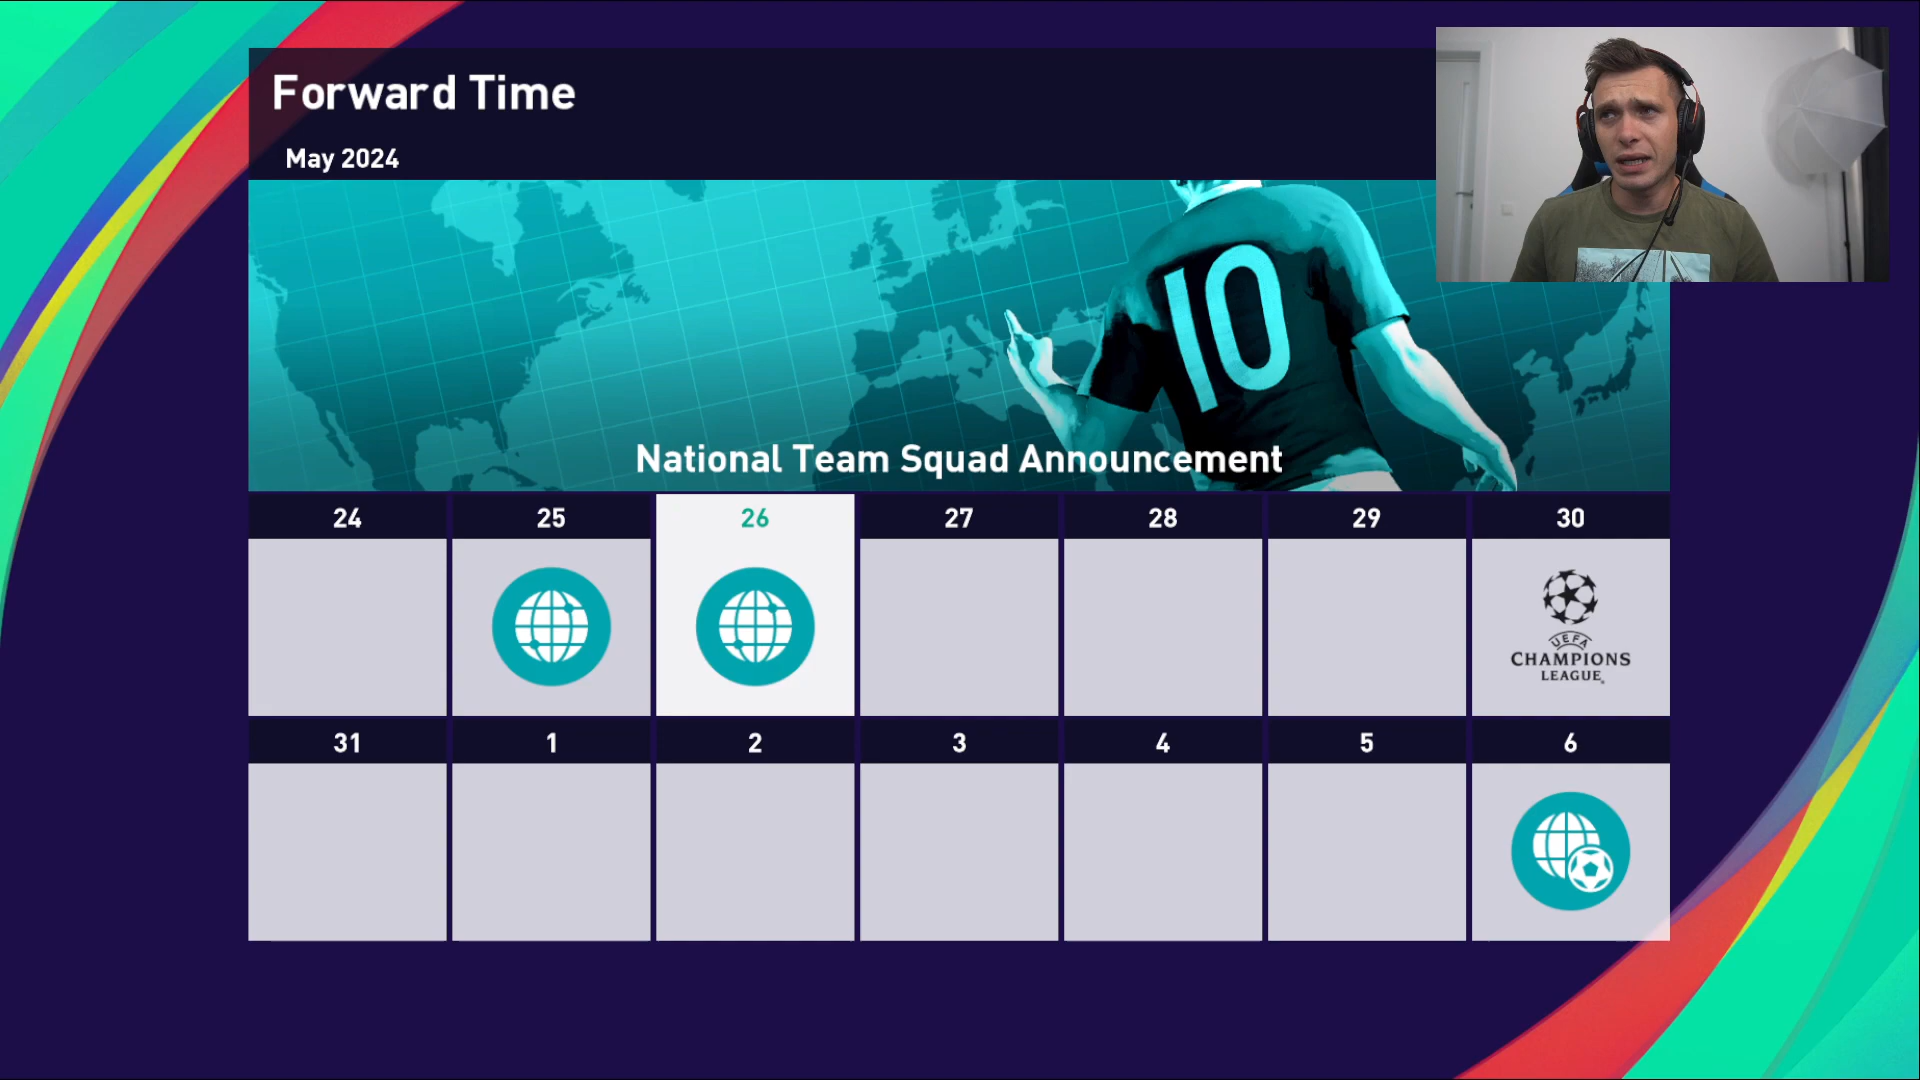 Forward Time
May 2024
10
National Team Squad Announcement
24 25 26 27 28 29 30
UEFA
CHAMPIONS
LEAGUE
31 1 2 3 4 5 6